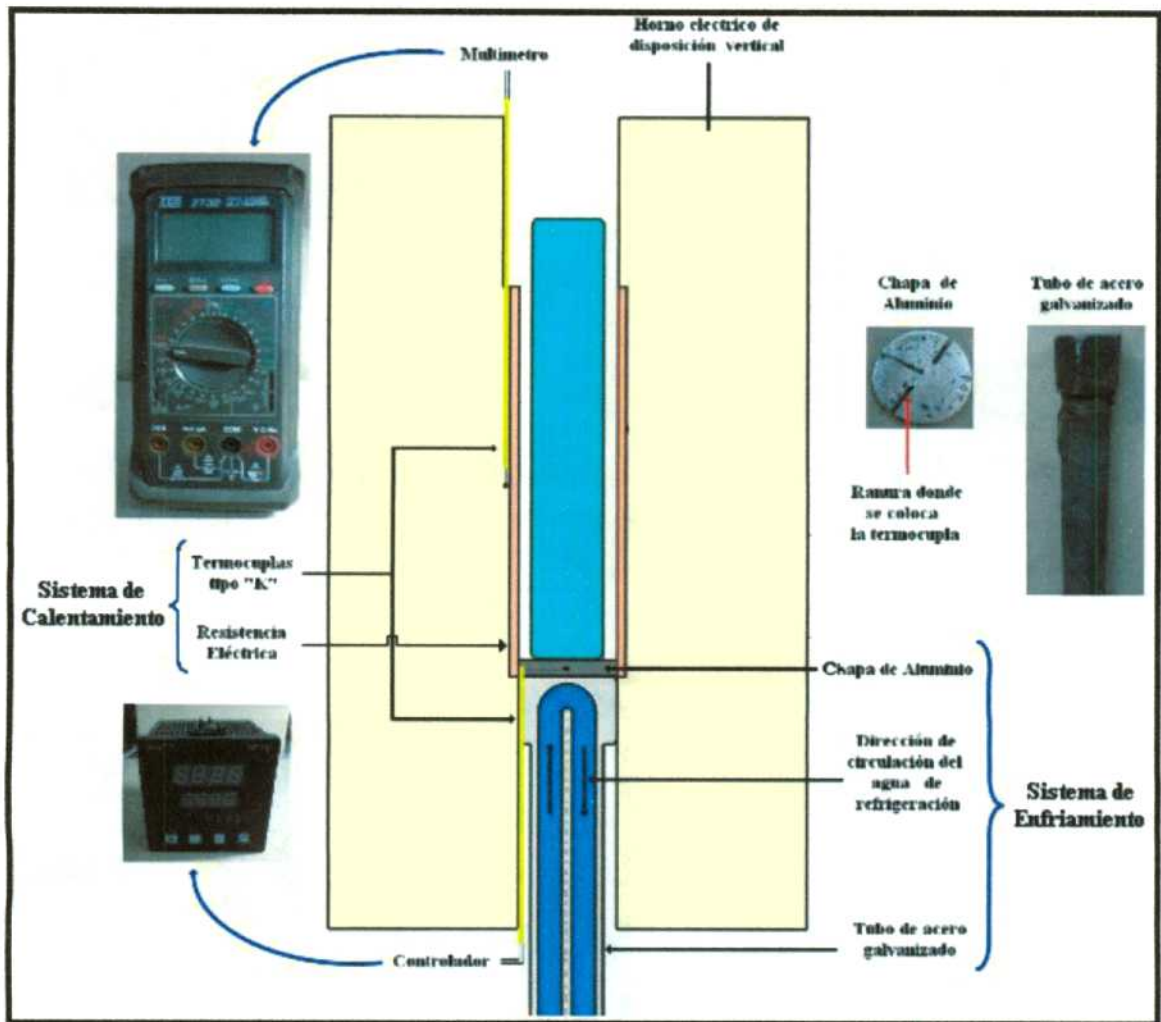 Horno electrico de
disposición vertical
Multimetro
Chapa de
Aluminio
Tubo de acero
galvanizado
Ranura donde
se coloca
la termocupla
Sistema de
Calentamiento
Termocuplas
tipo "K"
Resistencia
Eléctrica
Chapa de Aluminio
Dirección de
circulación del
agua de
refrigeración
Sistema de
Enfriamiento
Tubo de acero
galvanizado
Controlador